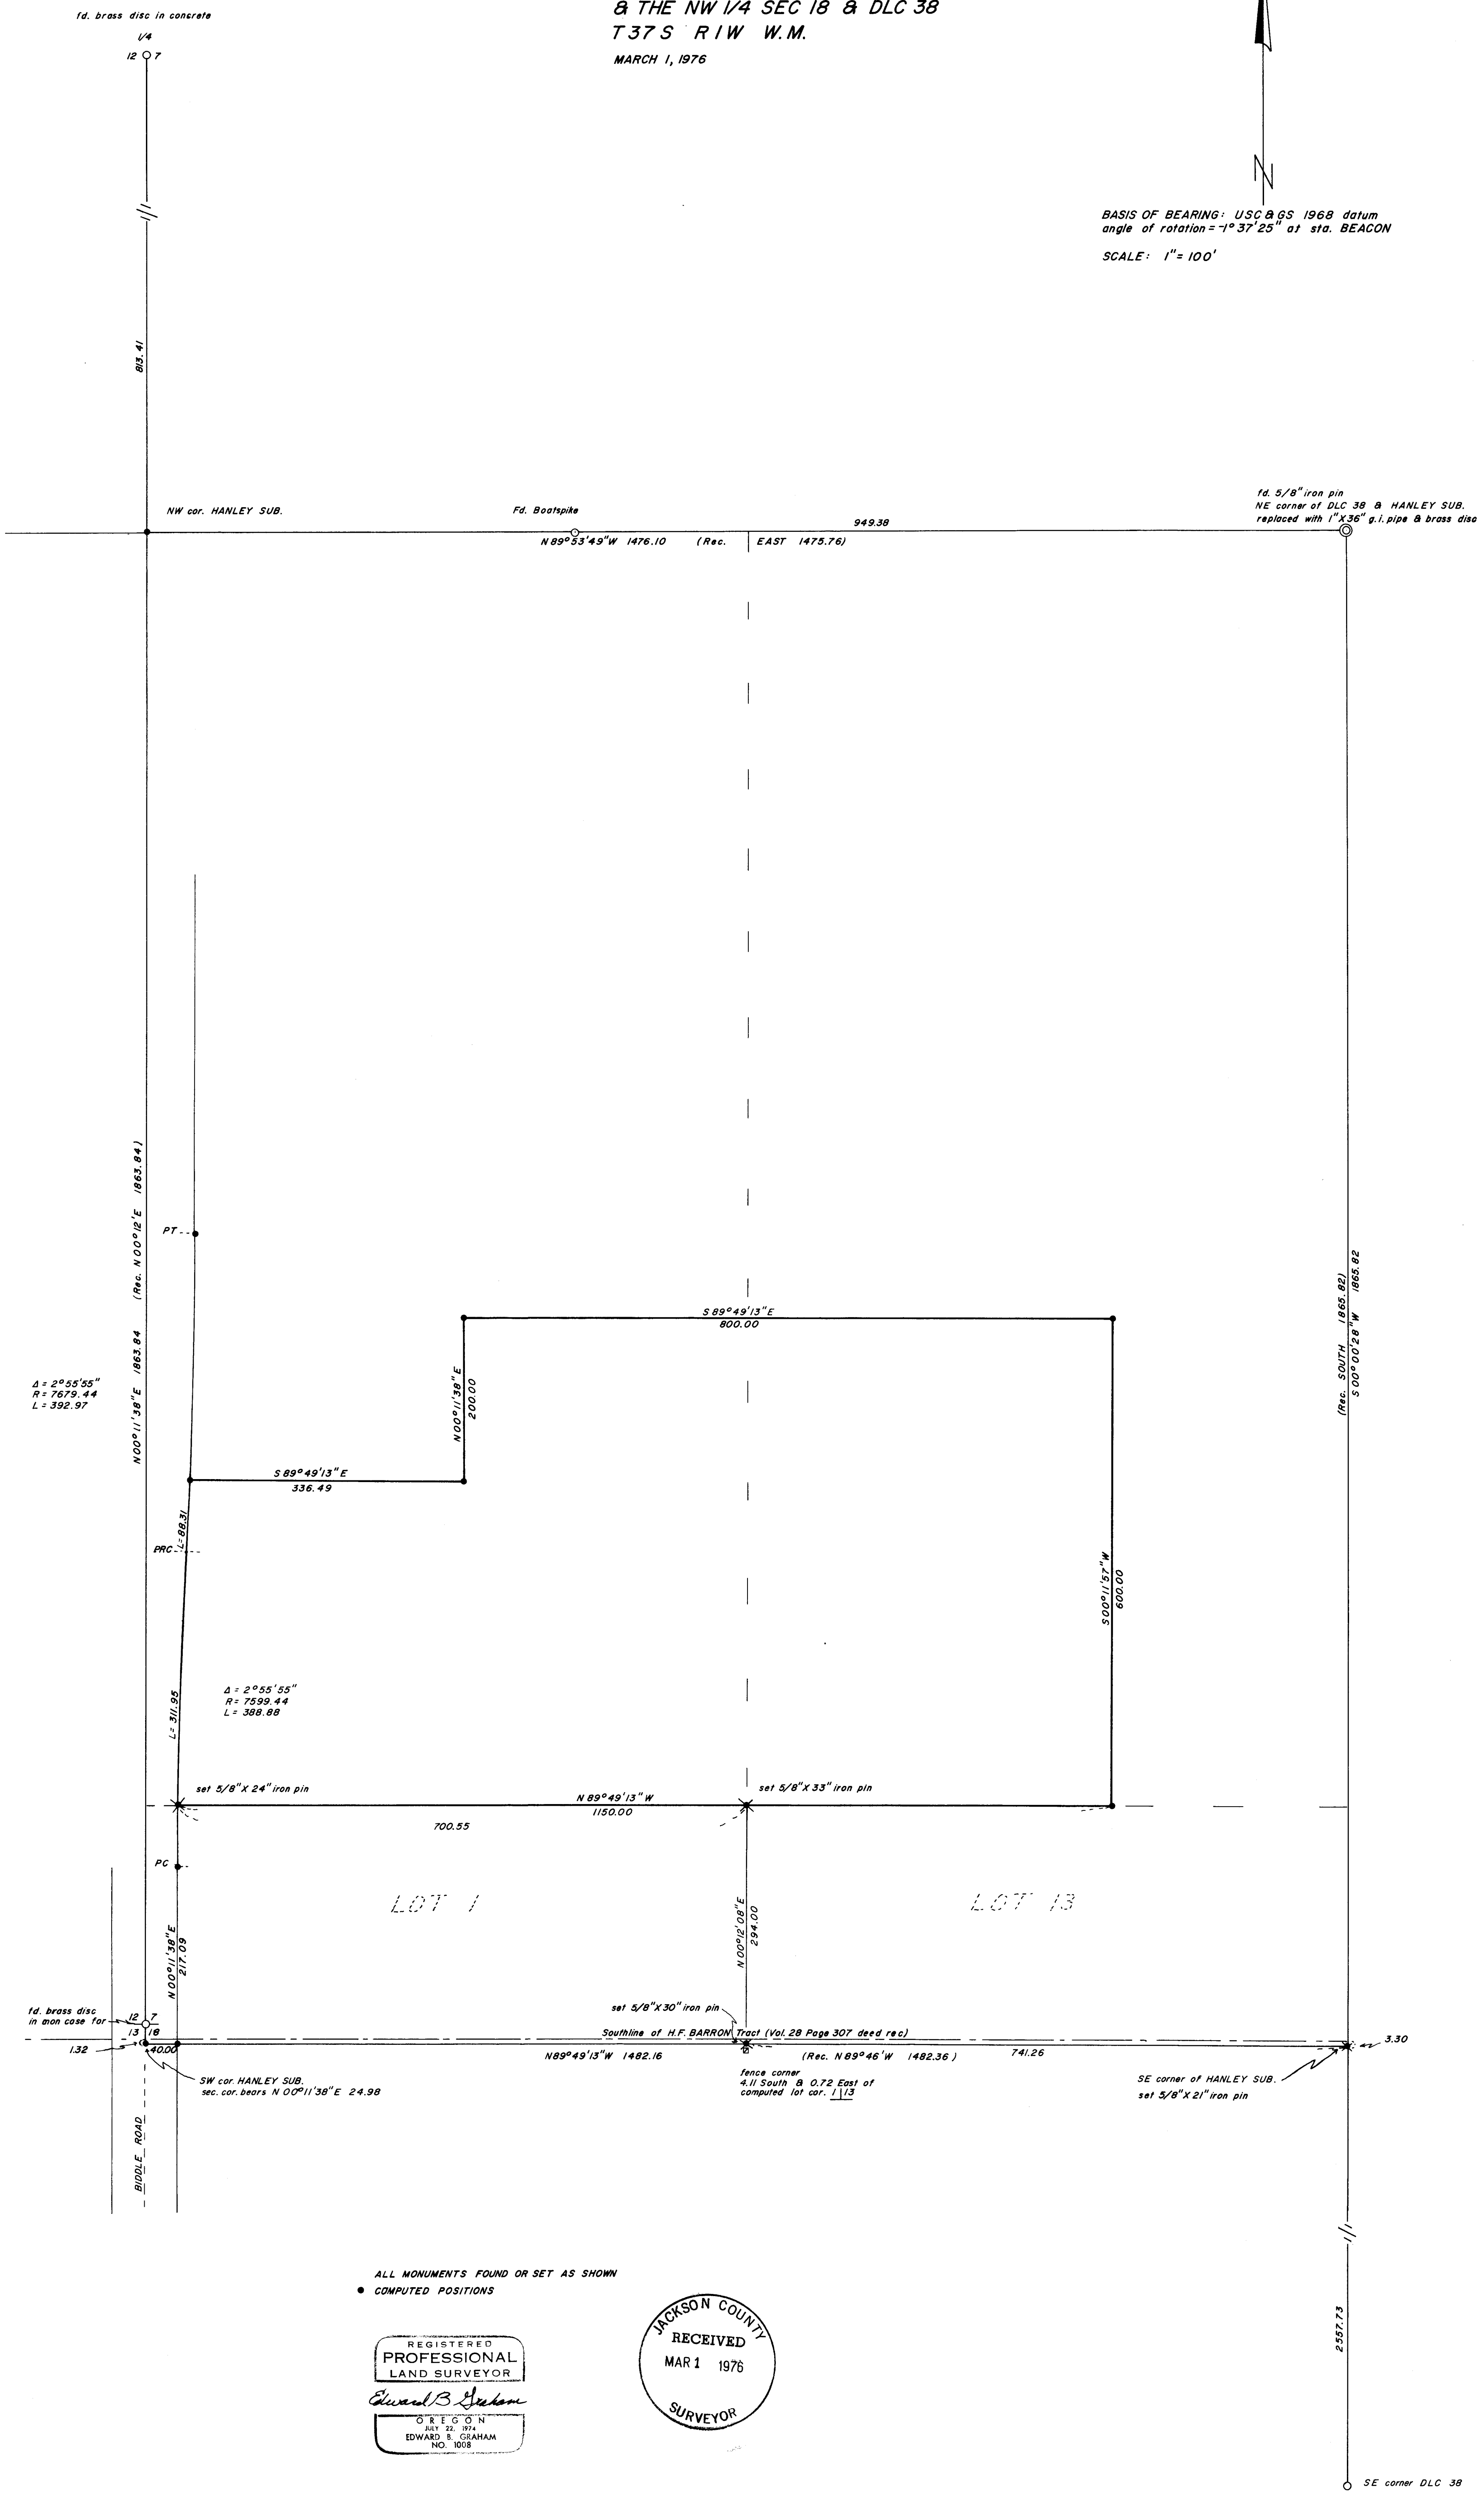 & THE NW 1/4 SEC 18 & DLC 38
T 37 S R 1 W W.M.
MARCH 1, 1976
fd. brass disc in concrete
1/4
12 7
N
BASIS OF BEARING: USC&GS 1968 datum
angle of rotation = -1° 37' 25" at sta. BEACON
SCALE: 1" = 100'
813.41
NW cor. HANLEY SUB.
Fd. Boatspike
949.38
N 89° 53' 49" W 1476.10 (Rec. EAST 1475.76)
fd. 5/8" iron pin
NE corner of DLC 38 & HANLEY SUB.
replaced with 1" X 36" g.i. pipe & brass disc
N 00° 11' 38" E 1863.84 (Rec. N 00° 12' E 1863.84)
PT
(Rec. SOUTH 1865.82)
S 00° 00' 28" W 1865.82
S 89° 49' 13" E
800.00
N 00° 11' 38" E
200.00
Δ = 2° 55' 55"
R = 7679.44
L = 392.97
S 89° 49' 13" E
336.49
L = 88.31
PRC
S 00° 11' 57" W
600.00
L = 311.95
Δ = 2° 55' 55"
R = 7599.44
L = 388.88
set 5/8" X 24" iron pin
set 5/8" X 33" iron pin
N 89° 49' 13" W
1150.00
700.55
PC
LOT 1
LOT 13
N 00° 11' 38" E
217.09
N 00° 12' 08" E
294.00
fd. brass disc
in mon case for
12 7
13 18
1.32
40.00
set 5/8" X 30" iron pin
Southline of H.F. BARRON Tract (Vol. 28 Page 307 deed rec)
N 89° 49' 13" W 1482.16 (Rec. N 89° 46' W 1482.36)
741.26
3.30
SW cor. HANLEY SUB.
sec. cor. bears N 00° 11' 38" E 24.98
fence corner
4.11 South & 0.72 East of
computed lot cor. 1|13
SE corner of HANLEY SUB.
set 5/8" X 21" iron pin
BIDDLE ROAD
ALL MONUMENTS FOUND OR SET AS SHOWN
● COMPUTED POSITIONS
REGISTERED
PROFESSIONAL
LAND SURVEYOR
Edward B Graham
OREGON
JULY 22, 1974
EDWARD B. GRAHAM
NO. 1008
JACKSON COUNTY
RECEIVED
MAR 1 1976
SURVEYOR
2557.73
SE corner DLC 38